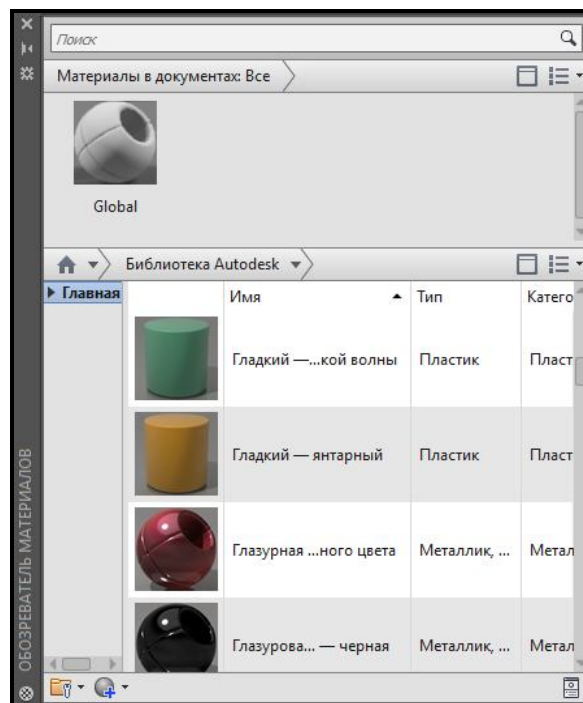 Поиск
Материалы в документах: Все
Global
Библиотека Autodesk
Главная
Имя Тип Катего
Гладкий —...кой волны Пластик Пласт
Гладкий — янтарный Пластик Пласт
Глазурная ...ного цвета Металлик, ... Метал
Глазурова... — черная Металлик, ... Метал
ОБОЗРЕВАТЕЛЬ МАТЕРИАЛОВ